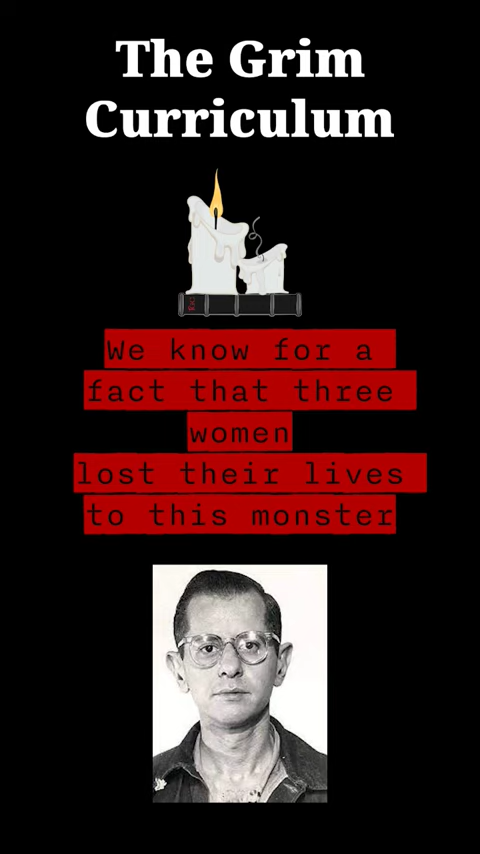 The Grim
Curriculum
We know for a
fact that three
women
lost their lives
to this monster